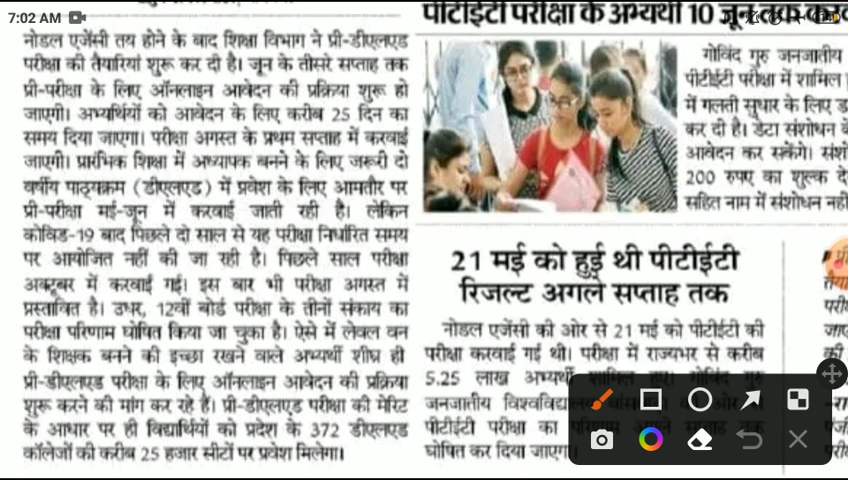 7:02 AM
नोडल एजेंसी तय होने के बाद शिक्षा विभाग ने प्री-डीएलएड
परीक्षा की तैयारियां शुरू कर दी है। जून के तीसरे सप्ताह तक
प्री-परीक्षा के लिए ऑनलाइन आवेदन की प्रक्रिया शुरू हो
जाएगी। अभ्यर्थियों को आवेदन के लिए करीब 25 दिन का
समय दिया जाएगा। परीक्षा अगस्त के प्रथम सप्ताह में करवाई
जाएगी। प्रारंभिक शिक्षा में अध्यापक बनने के लिए जरूरी दो
वर्षीय पाठ्यक्रम (डीएलएड) में प्रवेश के लिए आमतौर पर
प्री-परीक्षा मई-जून में करवाई जाती रही है। लेकिन
कोविड-19 बाद पिछले दो साल से यह परीक्षा निर्धारित समय
पर आयोजित नहीं की जा रही है। पिछले साल परीक्षा
अक्टूबर में करवाई गई। इस बार भी परीक्षा अगस्त में
प्रस्तावित है। उधर, 12वीं बोर्ड परीक्षा के तीनों संकाय का
परीक्षा परिणाम घोषित किया जा चुका है। ऐसे में लेवल वन
के शिक्षक बनने की इच्छा रखने वाले अभ्यर्थी शीघ्र ही
प्री-डीएलएड परीक्षा के लिए ऑनलाइन आवेदन की प्रक्रिया
शुरू करने की मांग कर रहे हैं। प्री-डीएलएड परीक्षा की मेरिट
के आधार पर ही विद्यार्थियों को प्रदेश के 372 डीएलएड
कॉलेजों की करीब 25 हजार सीटों पर प्रवेश मिलेगा।
पीटीईटी परीक्षा के अभ्यर्थी 10 जून तक
गोविंद गुरु जनजातीय
पीटीईटी परीक्षा में शामिल
में गलती सुधार के लिए
कर दी है। डेटा संशोधन
आवेदन कर सकेंगे।
200 रुपए का शुल्क
सहित नाम में संशोधन नहीं
21 मई को हुई थी पीटीईटी
रिजल्ट अगले सप्ताह तक
नोडल एजेंसी की ओर से 21 मई को पीटीईटी की
परीक्षा करवाई गई थी। परीक्षा में राज्यभर से करीब
5.25 लाख अभ्यर्थी शामिल हुए। गोविंद गुरु
जनजातीय विश्वविद्यालय
पीटीईटी परीक्षा का परिणाम अगले सप्ताह तक
घोषित कर दिया जाएगा।